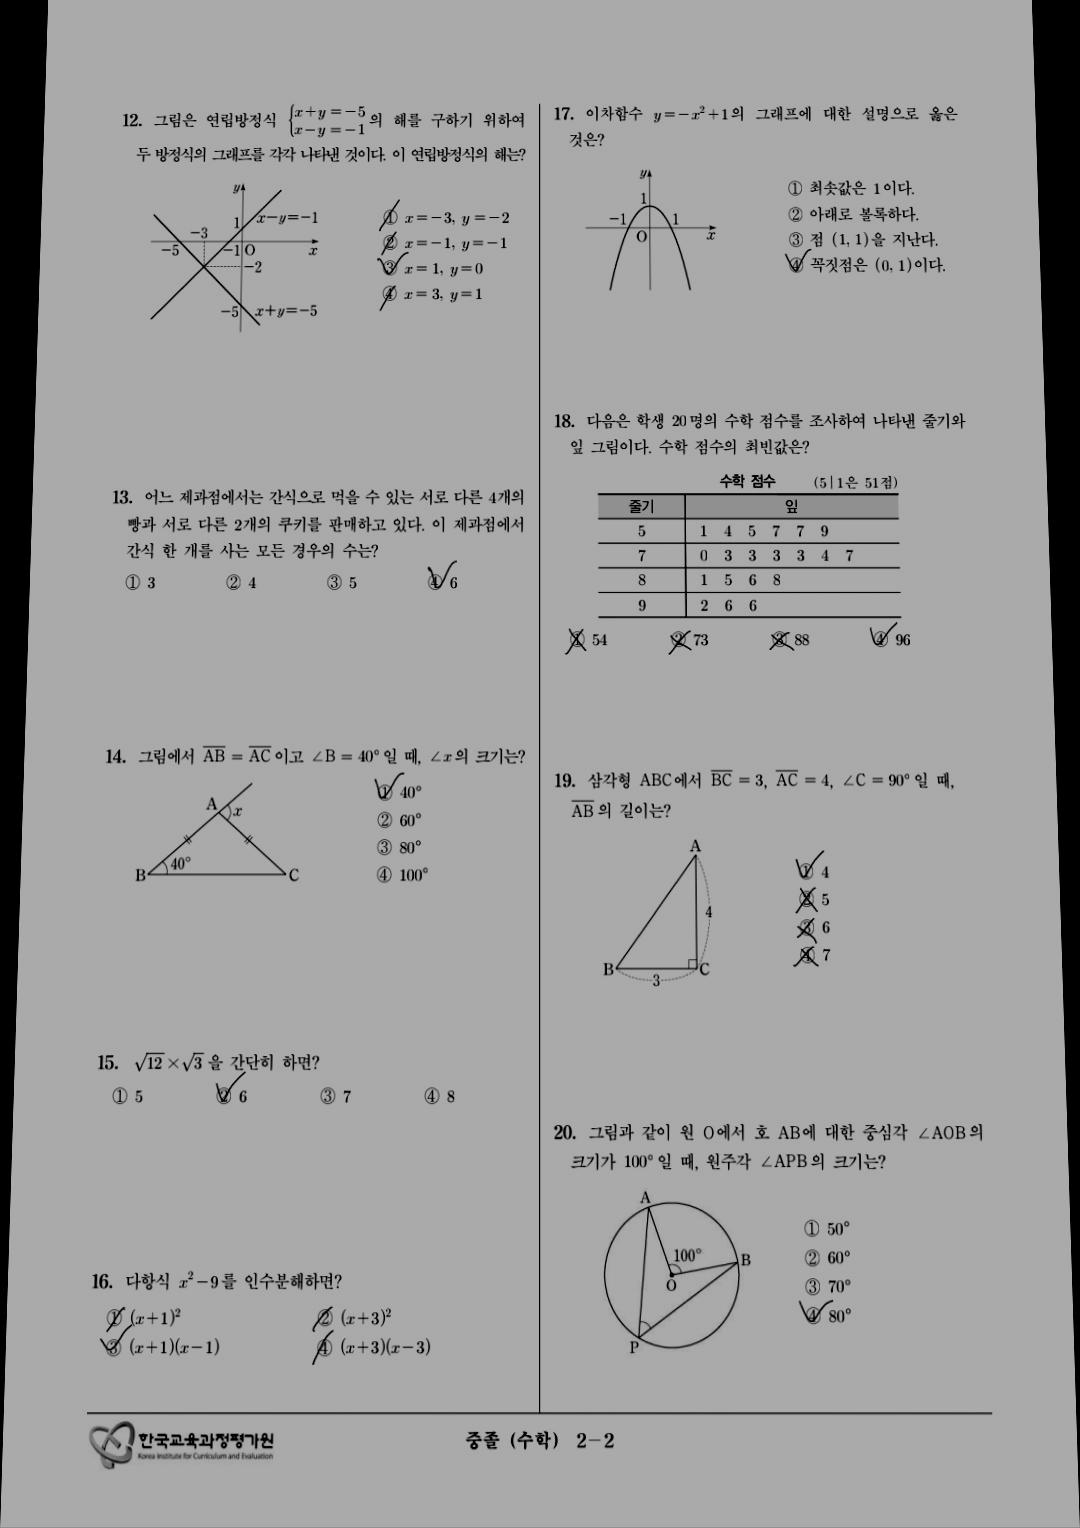 12. 그림은 연립방정식 {x+y=−5 x−y=−1 의 해를 구하기 위하여
두 방정식의 그래프를 각각 나타낸 것이다. 이 연립방정식의 해는?
y
x−y=−1
1
−3
−5
−1
O
x
−2
−5
x+y=−5
① x=−3, y=−2
② x=−1, y=−1
③ x=1, y=0
④ x=3, y=1
13. 어느 제과점에서는 간식으로 먹을 수 있는 서로 다른 4개의
빵과 서로 다른 2개의 쿠키를 판매하고 있다. 이 제과점에서
간식 한 개를 사는 모든 경우의 수는?
① 3 ② 4 ③ 5 ④ 6
14. 그림에서 AB = AC 이고 ∠B = 40° 일 때, ∠x의 크기는?
A
x
40°
B
C
① 40°
② 60°
③ 80°
④ 100°
15. √12 × √3 을 간단히 하면?
① 5 ② 6 ③ 7 ④ 8
16. 다항식 x²−9를 인수분해하면?
① (x+1)² ② (x+3)²
③ (x+1)(x−1) ④ (x+3)(x−3)
17. 이차함수 y=−x²+1의 그래프에 대한 설명으로 옳은
것은?
y
1
−1
1
O
x
① 최솟값은 1이다.
② 아래로 볼록하다.
③ 점 (1, 1)을 지난다.
④ 꼭짓점은 (0, 1)이다.
18. 다음은 학생 20명의 수학 점수를 조사하여 나타낸 줄기와
잎 그림이다. 수학 점수의 최빈값은?
수학 점수 (5|1은 51점)
줄기 잎
5 1 4 5 7 7 9
7 0 3 3 3 3 4 7
8 1 5 6 8
9 2 6 6
① 54 ② 73 ③ 88 ④ 96
19. 삼각형 ABC에서 BC = 3, AC = 4, ∠C = 90° 일 때,
AB의 길이는?
A
4
B
3
C
① 4
② 5
③ 6
④ 7
20. 그림과 같이 원 O에서 호 AB에 대한 중심각 ∠AOB의
크기가 100° 일 때, 원주각 ∠APB의 크기는?
A
100°
B
O
P
① 50°
② 60°
③ 70°
④ 80°
한국교육과정평가원
Korea Institute for Curriculum and Evaluation
중졸 (수학) 2−2